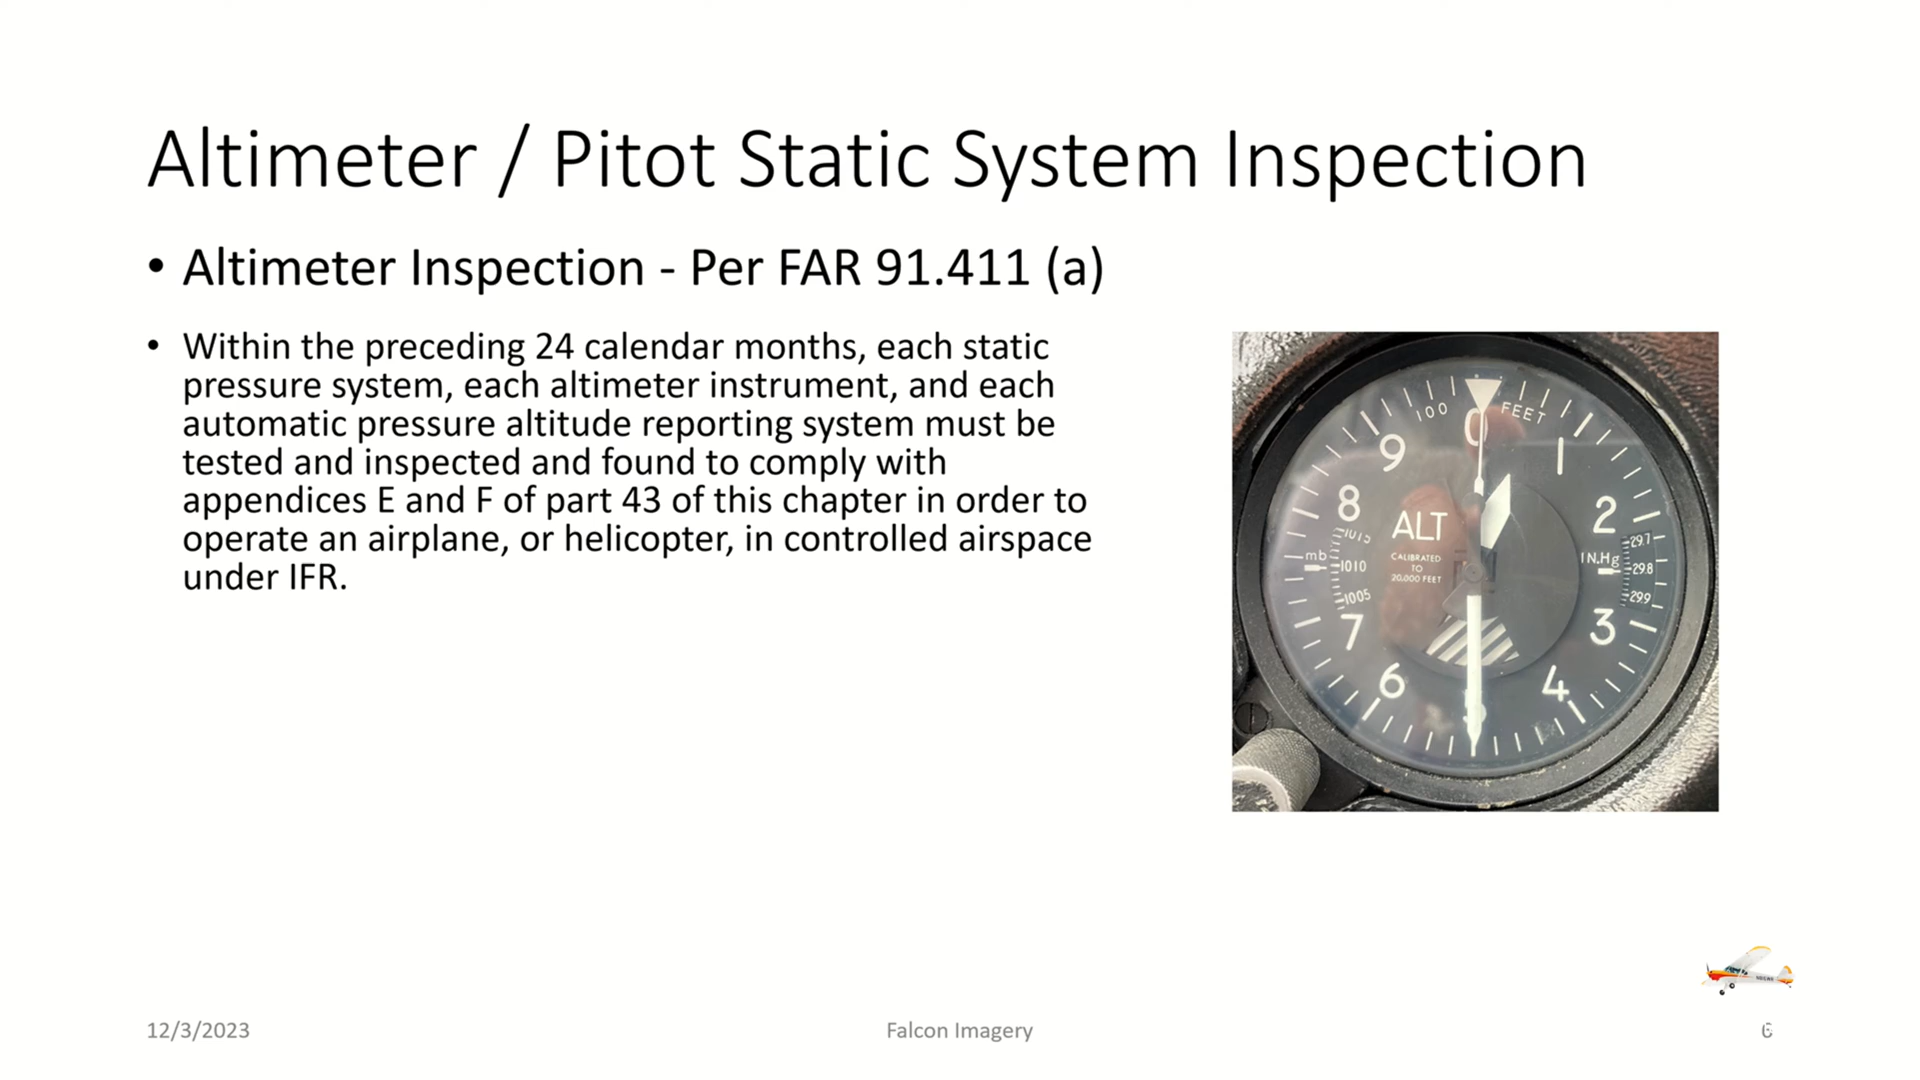 Altimeter / Pitot Static System Inspection
• Altimeter Inspection - Per FAR 91.411 (a)
• Within the preceding 24 calendar months, each static
pressure system, each altimeter instrument, and each
automatic pressure altitude reporting system must be
tested and inspected and found to comply with
appendices E and F of part 43 of this chapter in order to
operate an airplane, or helicopter, in controlled airspace
under IFR.
100 FEET
0
9 1
8 2
ALT
CALIBRATED
TO
20,000 FEET
mb
1015
1010
1005
IN.Hg
29.7
29.8
29.9
7 3
6 4
12/3/2023
Falcon Imagery
6